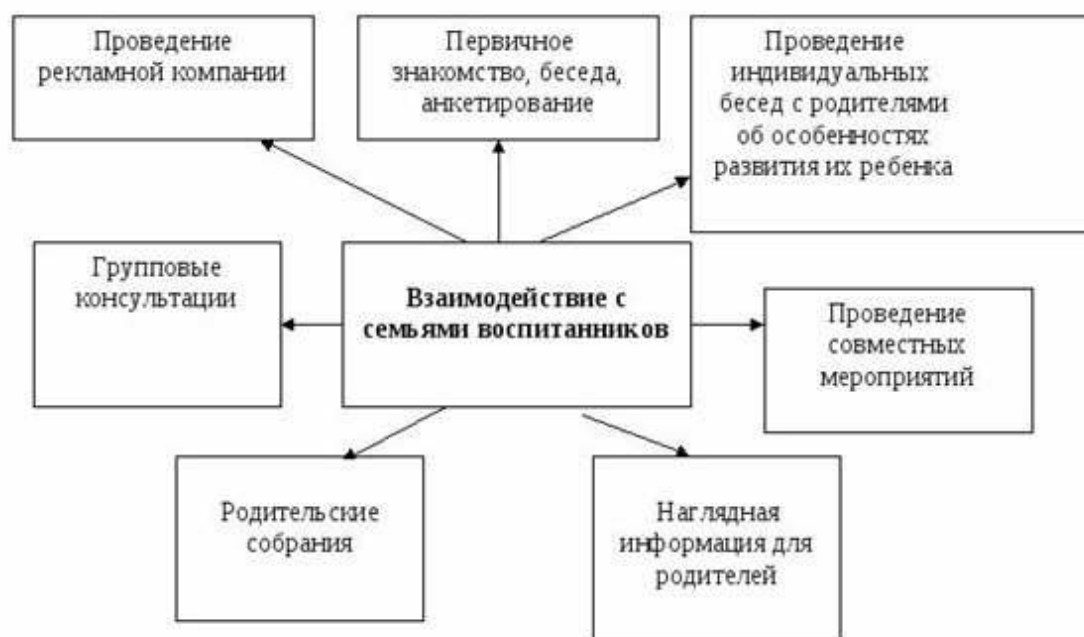 Проведение
рекламной компании
Первичное
знакомство, беседа,
анкетирование
Проведение
индивидуальных
бесед с родителями
об особенностях
развития их ребенка
Групповые
консультации
Взаимодействие с
семьями воспитанников
Проведение
совместных
мероприятий
Родительские
собрания
Наглядная
информация для
родителей